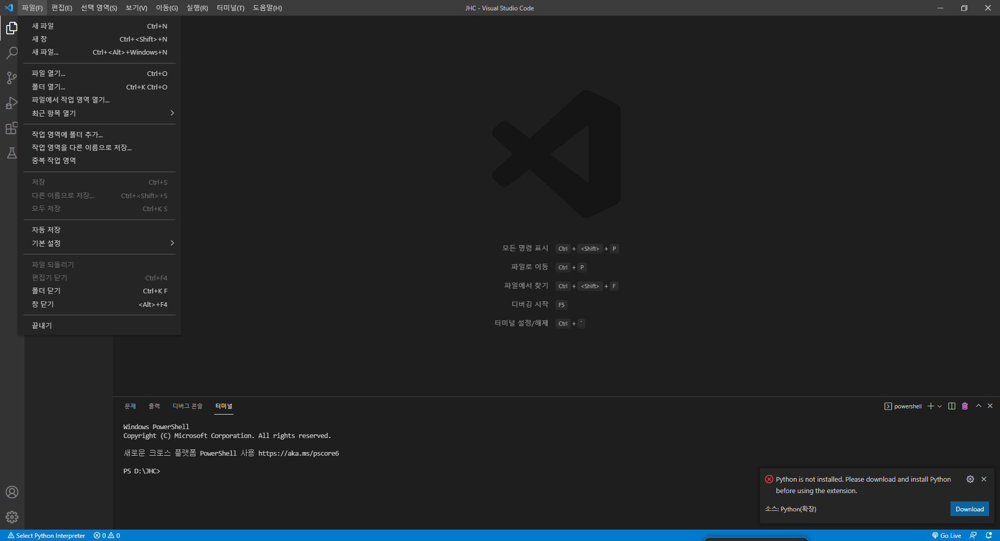 파일(F) 편집(E) 선택 영역(S) 보기(V) 이동(G) 실행(R) 터미널(T) 도움말(H) JHC - Visual Studio Code
새 파일 Ctrl+N
새 창 Ctrl+<Shift>+N
새 파일... Ctrl+<Alt>+Windows+N
파일 열기... Ctrl+O
폴더 열기... Ctrl+K Ctrl+O
파일에서 작업 영역 열기...
최근 항목 열기
작업 영역에 폴더 추가...
작업 영역을 다른 이름으로 저장...
중복 작업 영역
저장 Ctrl+S
다른 이름으로 저장... Ctrl+<Shift>+S
모두 저장 Ctrl+K S
자동 저장
기본 설정
파일 되돌리기
편집기 닫기 Ctrl+F4
폴더 닫기 Ctrl+K F
창 닫기 <Alt>+F4
끝내기
모든 명령 표시 Ctrl + <Shift> + P
파일로 이동 Ctrl + P
파일에서 찾기 Ctrl + <Shift> + F
디버깅 시작 F5
터미널 설정/해제 Ctrl + `
문제 출력 디버그 콘솔 터미널 powershell
Windows PowerShell
Copyright (C) Microsoft Corporation. All rights reserved.
새로운 크로스 플랫폼 PowerShell 사용 https://aka.ms/pscore6
PS D:\JHC>
Python is not installed. Please download and install Python
before using the extension.
소스: Python(확장) Download
Select Python Interpreter 0 0 Go Live